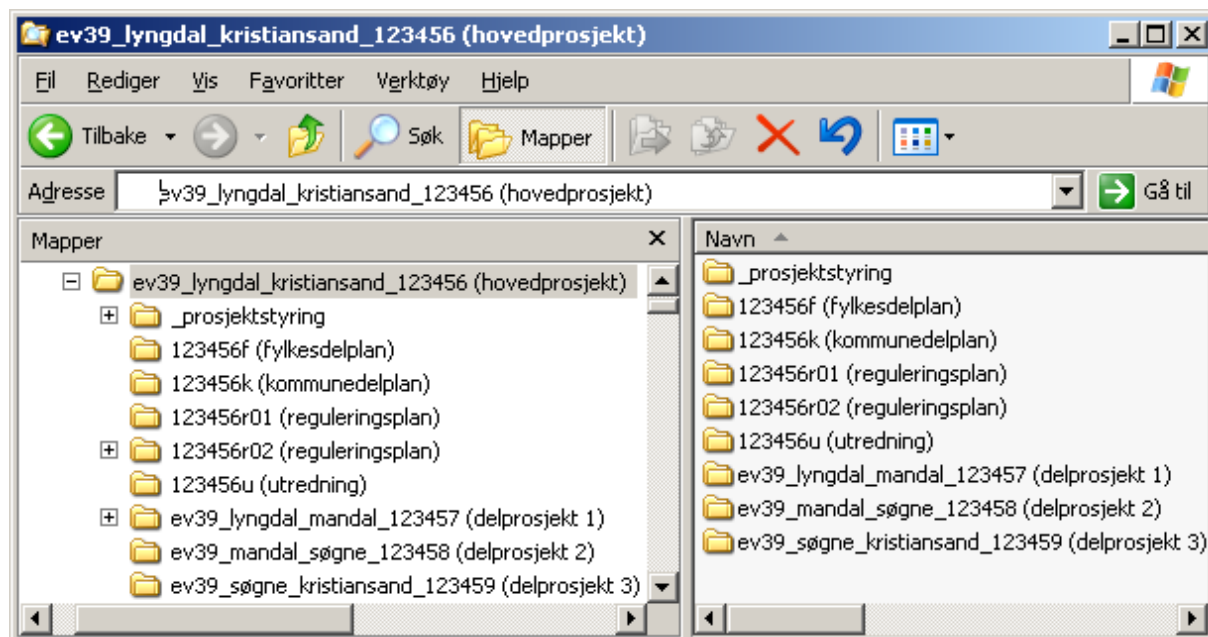 ev39_lyngdal_kristiansand_123456 (hovedprosjekt)
Fil Rediger Vis Favoritter Verktøy Hjelp
Tilbake Søk Mapper
Adresse ev39_lyngdal_kristiansand_123456 (hovedprosjekt) Gå til
Mapper
ev39_lyngdal_kristiansand_123456 (hovedprosjekt)
_prosjektstyring
123456f (fylkesdelplan)
123456k (kommunedelplan)
123456r01 (reguleringsplan)
123456r02 (reguleringsplan)
123456u (utredning)
ev39_lyngdal_mandal_123457 (delprosjekt 1)
ev39_mandal_søgne_123458 (delprosjekt 2)
ev39_søgne_kristiansand_123459 (delprosjekt 3)
Navn
_prosjektstyring
123456f (fylkesdelplan)
123456k (kommunedelplan)
123456r01 (reguleringsplan)
123456r02 (reguleringsplan)
123456u (utredning)
ev39_lyngdal_mandal_123457 (delprosjekt 1)
ev39_mandal_søgne_123458 (delprosjekt 2)
ev39_søgne_kristiansand_123459 (delprosjekt 3)